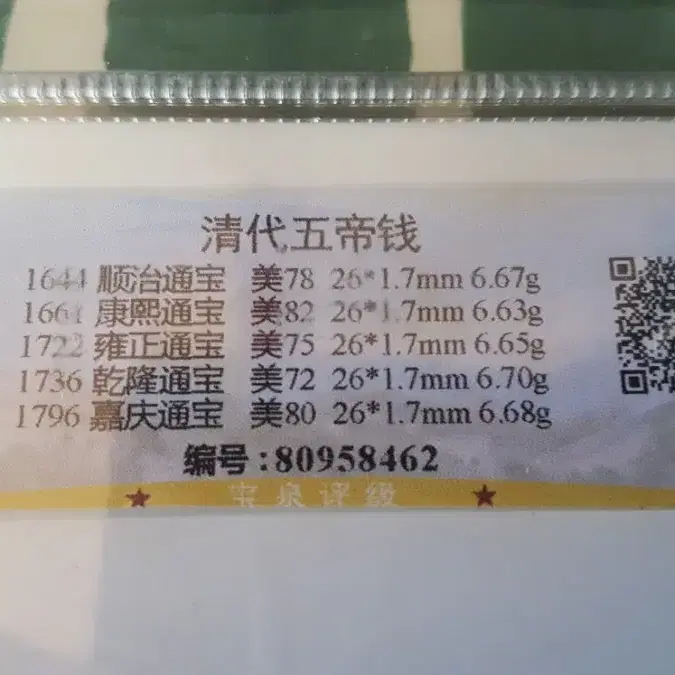 清代五帝钱
1644 顺治通宝 美78 26*1.7mm 6.67g
1661 康熙通宝 美82 26*1.7mm 6.63g
1722 雍正通宝 美75 26*1.7mm 6.65g
1736 乾隆通宝 美72 26*1.7mm 6.70g
1796 嘉庆通宝 美80 26*1.7mm 6.68g
编号:80958462
宝泉评级